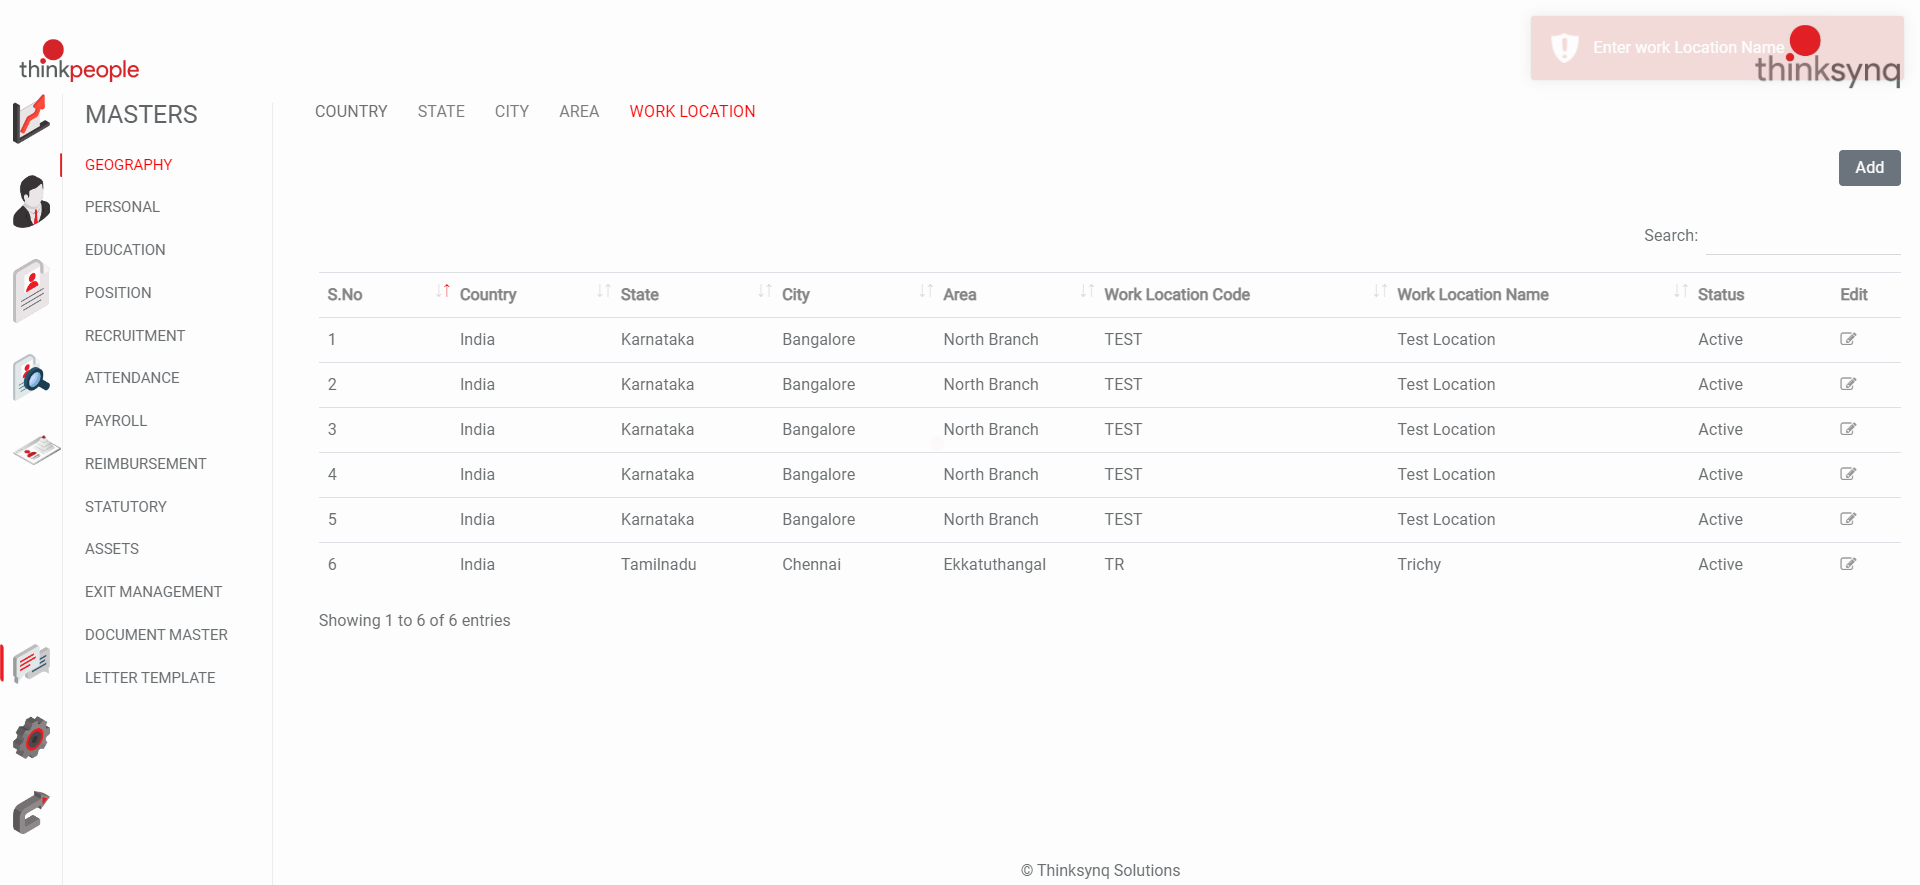 thinkpeople
Enter work Location Name
thinksynq
MASTERS
COUNTRY STATE CITY AREA WORK LOCATION
GEOGRAPHY
PERSONAL
EDUCATION
POSITION
RECRUITMENT
ATTENDANCE
PAYROLL
REIMBURSEMENT
STATUTORY
ASSETS
EXIT MANAGEMENT
DOCUMENT MASTER
LETTER TEMPLATE
Add
Search:
S.No Country State City Area Work Location Code Work Location Name Status Edit
1 India Karnataka Bangalore North Branch TEST Test Location Active
2 India Karnataka Bangalore North Branch TEST Test Location Active
3 India Karnataka Bangalore North Branch TEST Test Location Active
4 India Karnataka Bangalore North Branch TEST Test Location Active
5 India Karnataka Bangalore North Branch TEST Test Location Active
6 India Tamilnadu Chennai Ekkatuthangal TR Trichy Active
Showing 1 to 6 of 6 entries
© Thinksynq Solutions